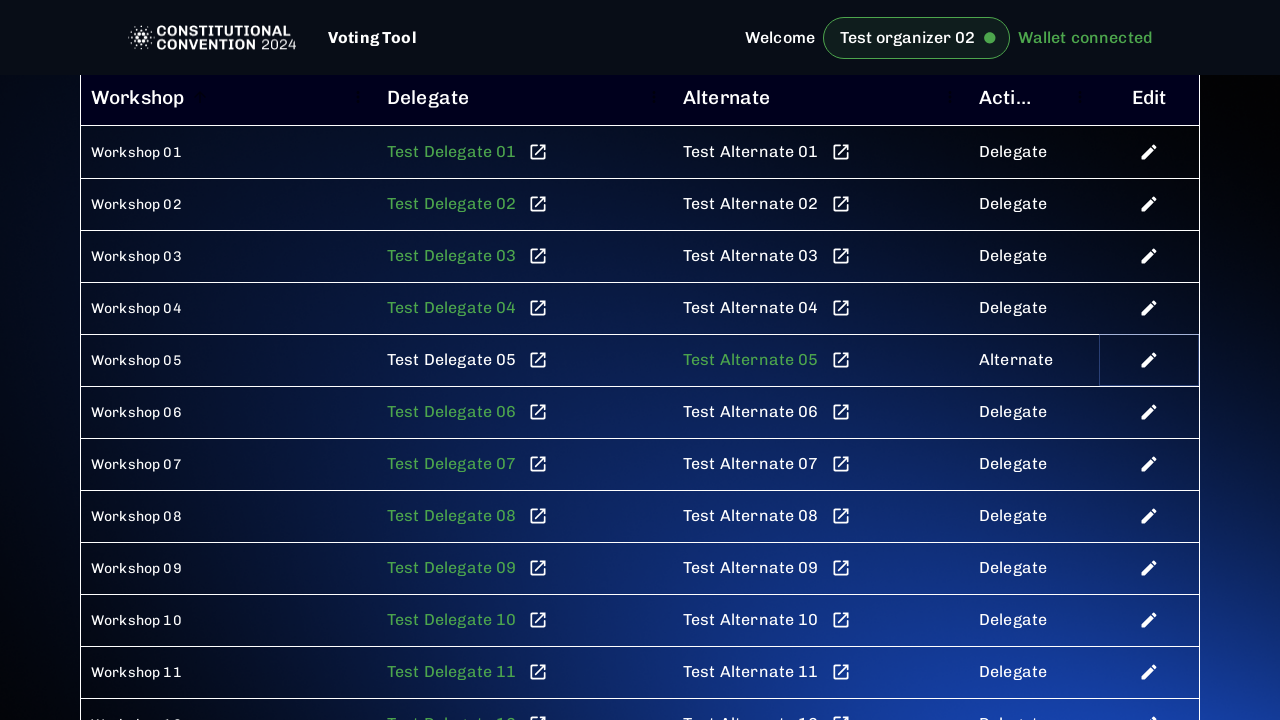 CONSTITUTIONAL
CONVENTION 2024
Voting Tool
Welcome Test organizer 02 Wallet connected
Workshop Delegate Alternate Acti... Edit
Workshop 01 Test Delegate 01 Test Alternate 01 Delegate
Workshop 02 Test Delegate 02 Test Alternate 02 Delegate
Workshop 03 Test Delegate 03 Test Alternate 03 Delegate
Workshop 04 Test Delegate 04 Test Alternate 04 Delegate
Workshop 05 Test Delegate 05 Test Alternate 05 Alternate
Workshop 06 Test Delegate 06 Test Alternate 06 Delegate
Workshop 07 Test Delegate 07 Test Alternate 07 Delegate
Workshop 08 Test Delegate 08 Test Alternate 08 Delegate
Workshop 09 Test Delegate 09 Test Alternate 09 Delegate
Workshop 10 Test Delegate 10 Test Alternate 10 Delegate
Workshop 11 Test Delegate 11 Test Alternate 11 Delegate